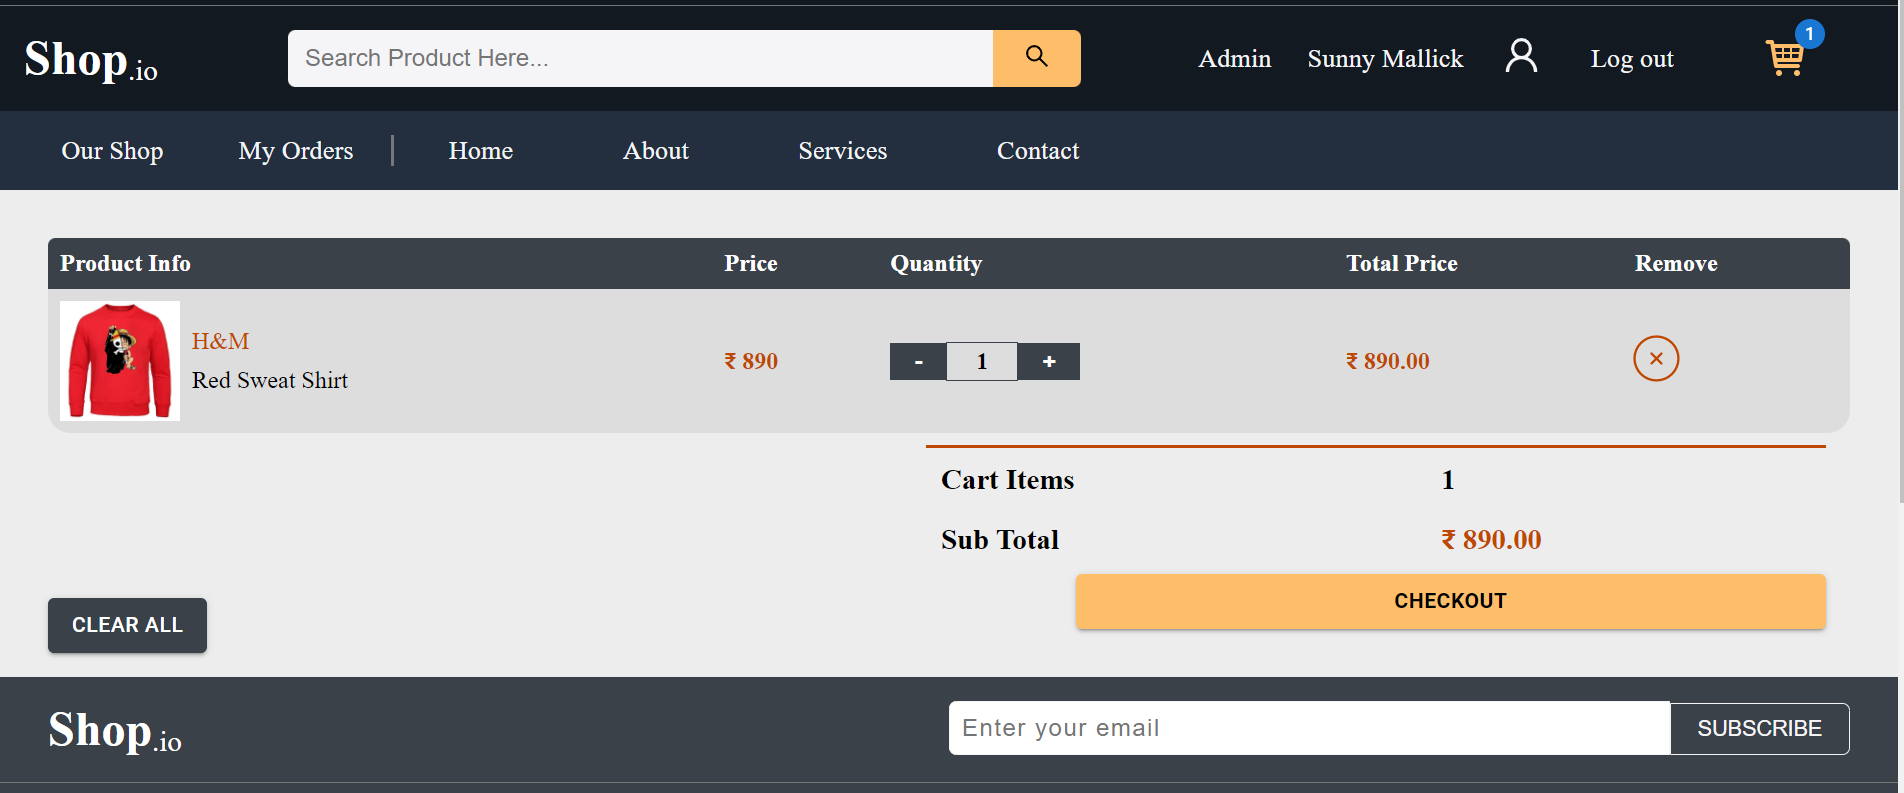 Shop.io
Search Product Here...
Admin Sunny Mallick Log out 1
Our Shop My Orders Home About Services Contact
Product Info Price Quantity Total Price Remove
H&M
Red Sweat Shirt
₹ 890 - 1 + ₹ 890.00
Cart Items 1
Sub Total ₹ 890.00
CHECKOUT
CLEAR ALL
Shop.io
Enter your email SUBSCRIBE